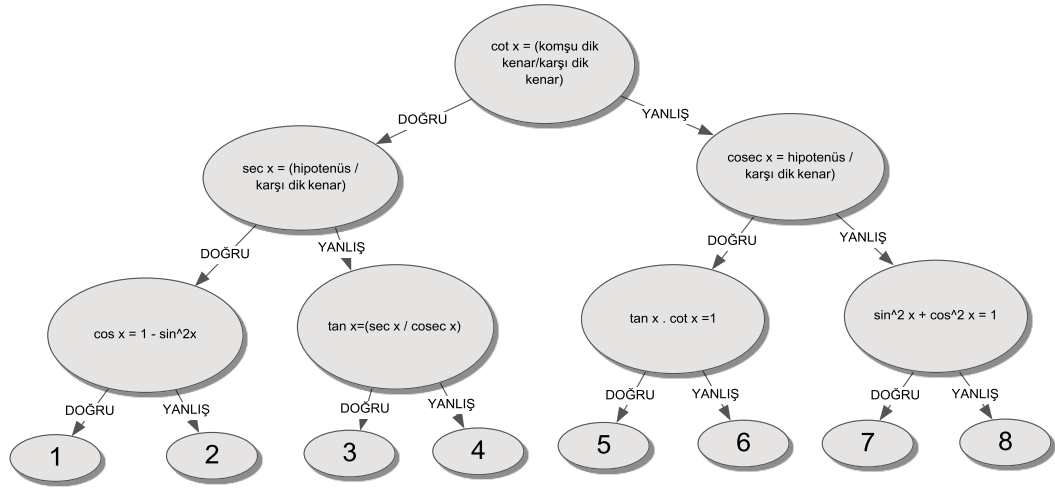 cot x = (komşu dik
kenar/karşı dik
kenar)
DOĞRU
YANLIŞ
sec x = (hipotenüs /
karşı dik kenar)
cosec x = hipotenüs /
karşı dik kenar)
DOĞRU
YANLIŞ
DOĞRU
YANLIŞ
cos x = 1 - sin^2x
tan x=(sec x / cosec x)
tan x . cot x =1
sin^2 x + cos^2 x = 1
DOĞRU
YANLIŞ
DOĞRU
YANLIŞ
DOĞRU
YANLIŞ
DOĞRU
YANLIŞ
1
2
3
4
5
6
7
8